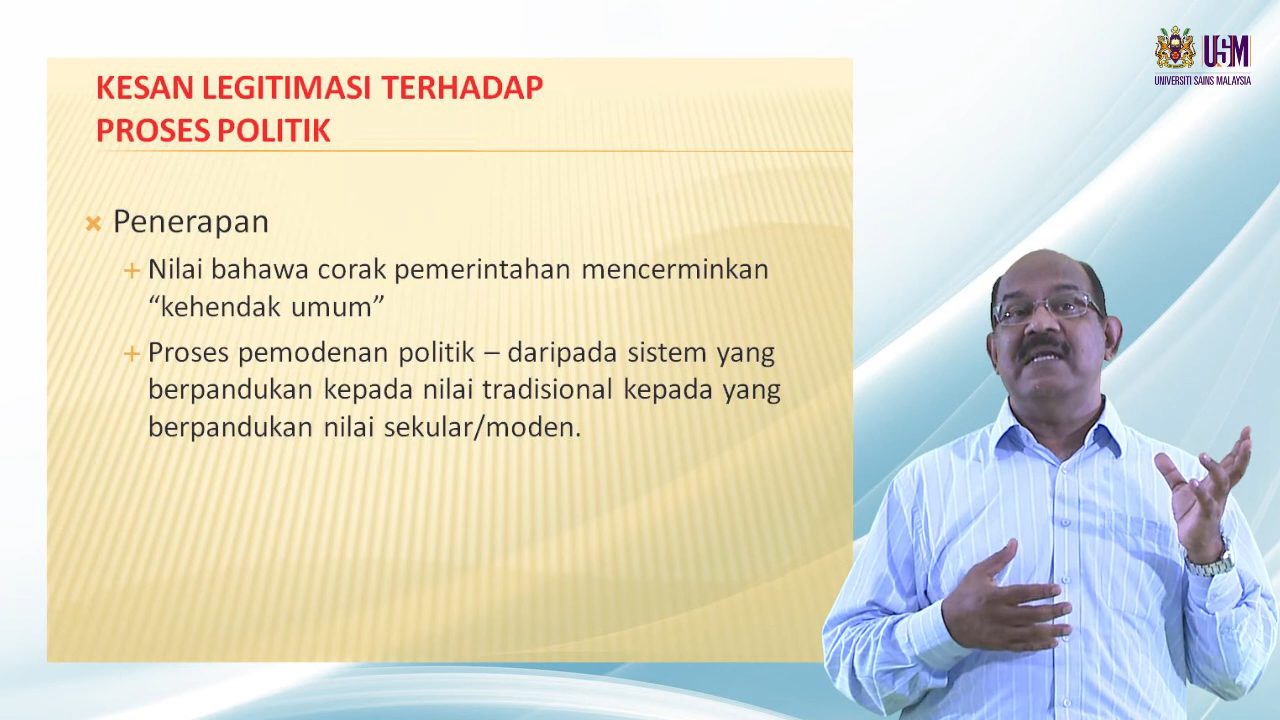 KESAN LEGITIMASI TERHADAP
PROSES POLITIK
Penerapan
Nilai bahawa corak pemerintahan mencerminkan
“kehendak umum”
Proses pemodenan politik – daripada sistem yang
berpandukan kepada nilai tradisional kepada yang
berpandukan nilai sekular/moden.
USM
UNIVERSITI SAINS MALAYSIA